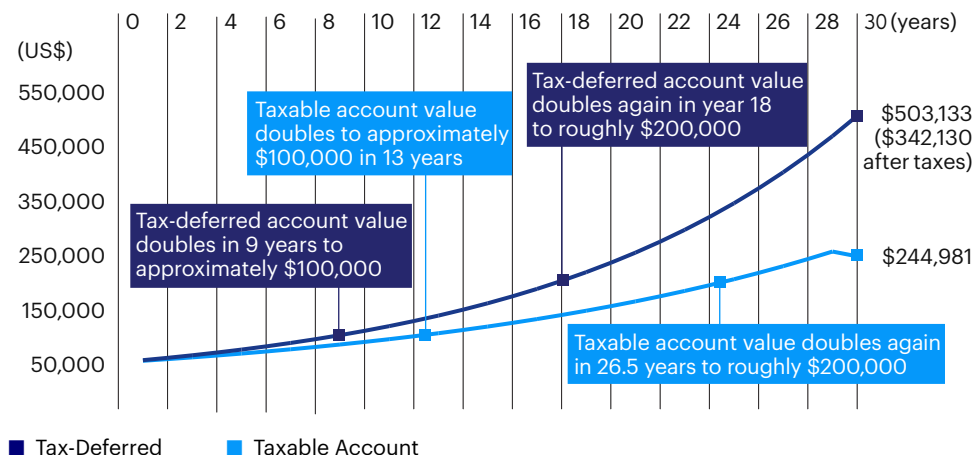 0 2 4 6 8 10 12 14 16 18 20 22 24 26 28 30 (years)
(US$)
550,000
450,000
350,000
250,000
150,000
50,000
Taxable account value
doubles to approximately
$100,000 in 13 years
Tax-deferred account value
doubles again in year 18
to roughly $200,000
$503,133
($342,130
after taxes)
Tax-deferred account value
doubles in 9 years to
approximately $100,000
$244,981
Taxable account value doubles again
in 26.5 years to roughly $200,000
Tax-Deferred
Taxable Account